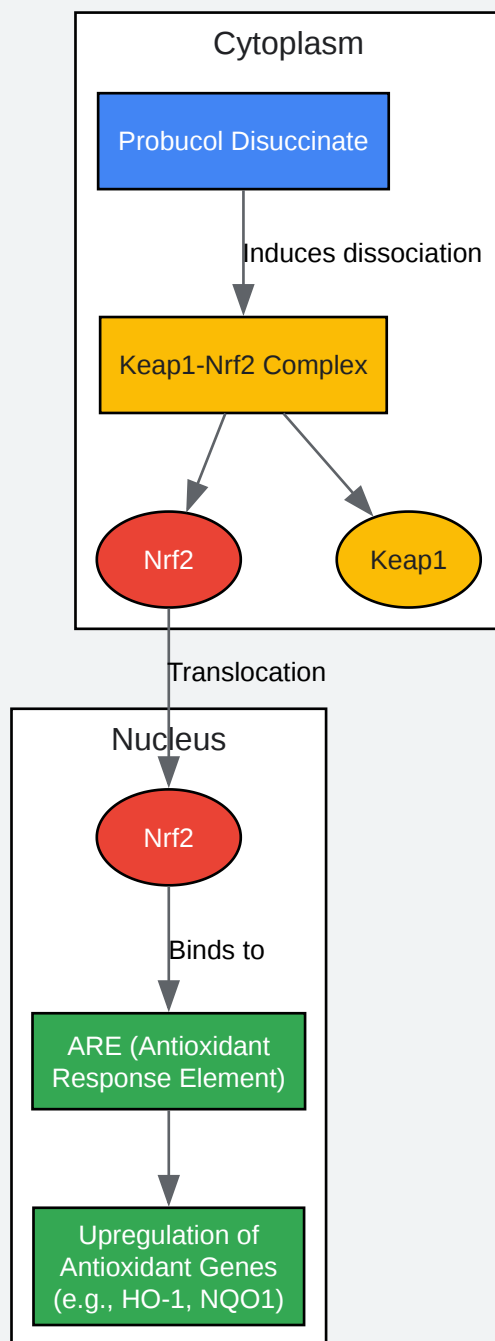 Cytoplasm
Probucol Disuccinate
Induces dissociation
Keap1-Nrf2 Complex
Nrf2
Keap1
Translocation
Nucleus
Nrf2
Binds to
ARE (Antioxidant
Response Element)
Upregulation of
Antioxidant Genes
(e.g., HO-1, NQO1)